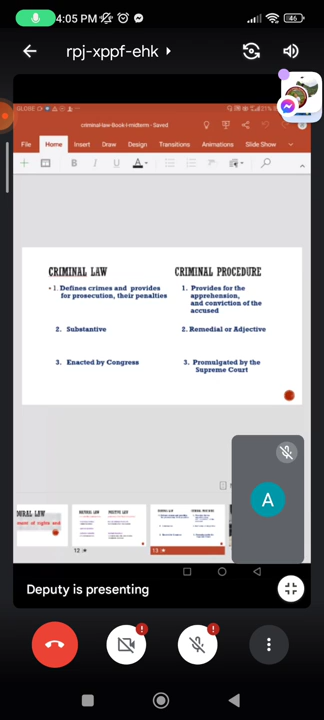 4:05 PM
46
rpj-xppf-ehk
GLOBE
criminal-law-Book-I-midterm - Saved
File Home Insert Draw Design Transitions Animations Slide Show
B I U A
CRIMINAL LAW
1. Defines crimes and provides
for prosecution, their penalties
2. Substantive
3. Enacted by Congress
CRIMINAL PROCEDURE
1. Provides for the
apprehension,
and conviction of the
accused
2. Remedial or Adjective
3. Promulgated by the
Supreme Court
A
12
13
Deputy is presenting